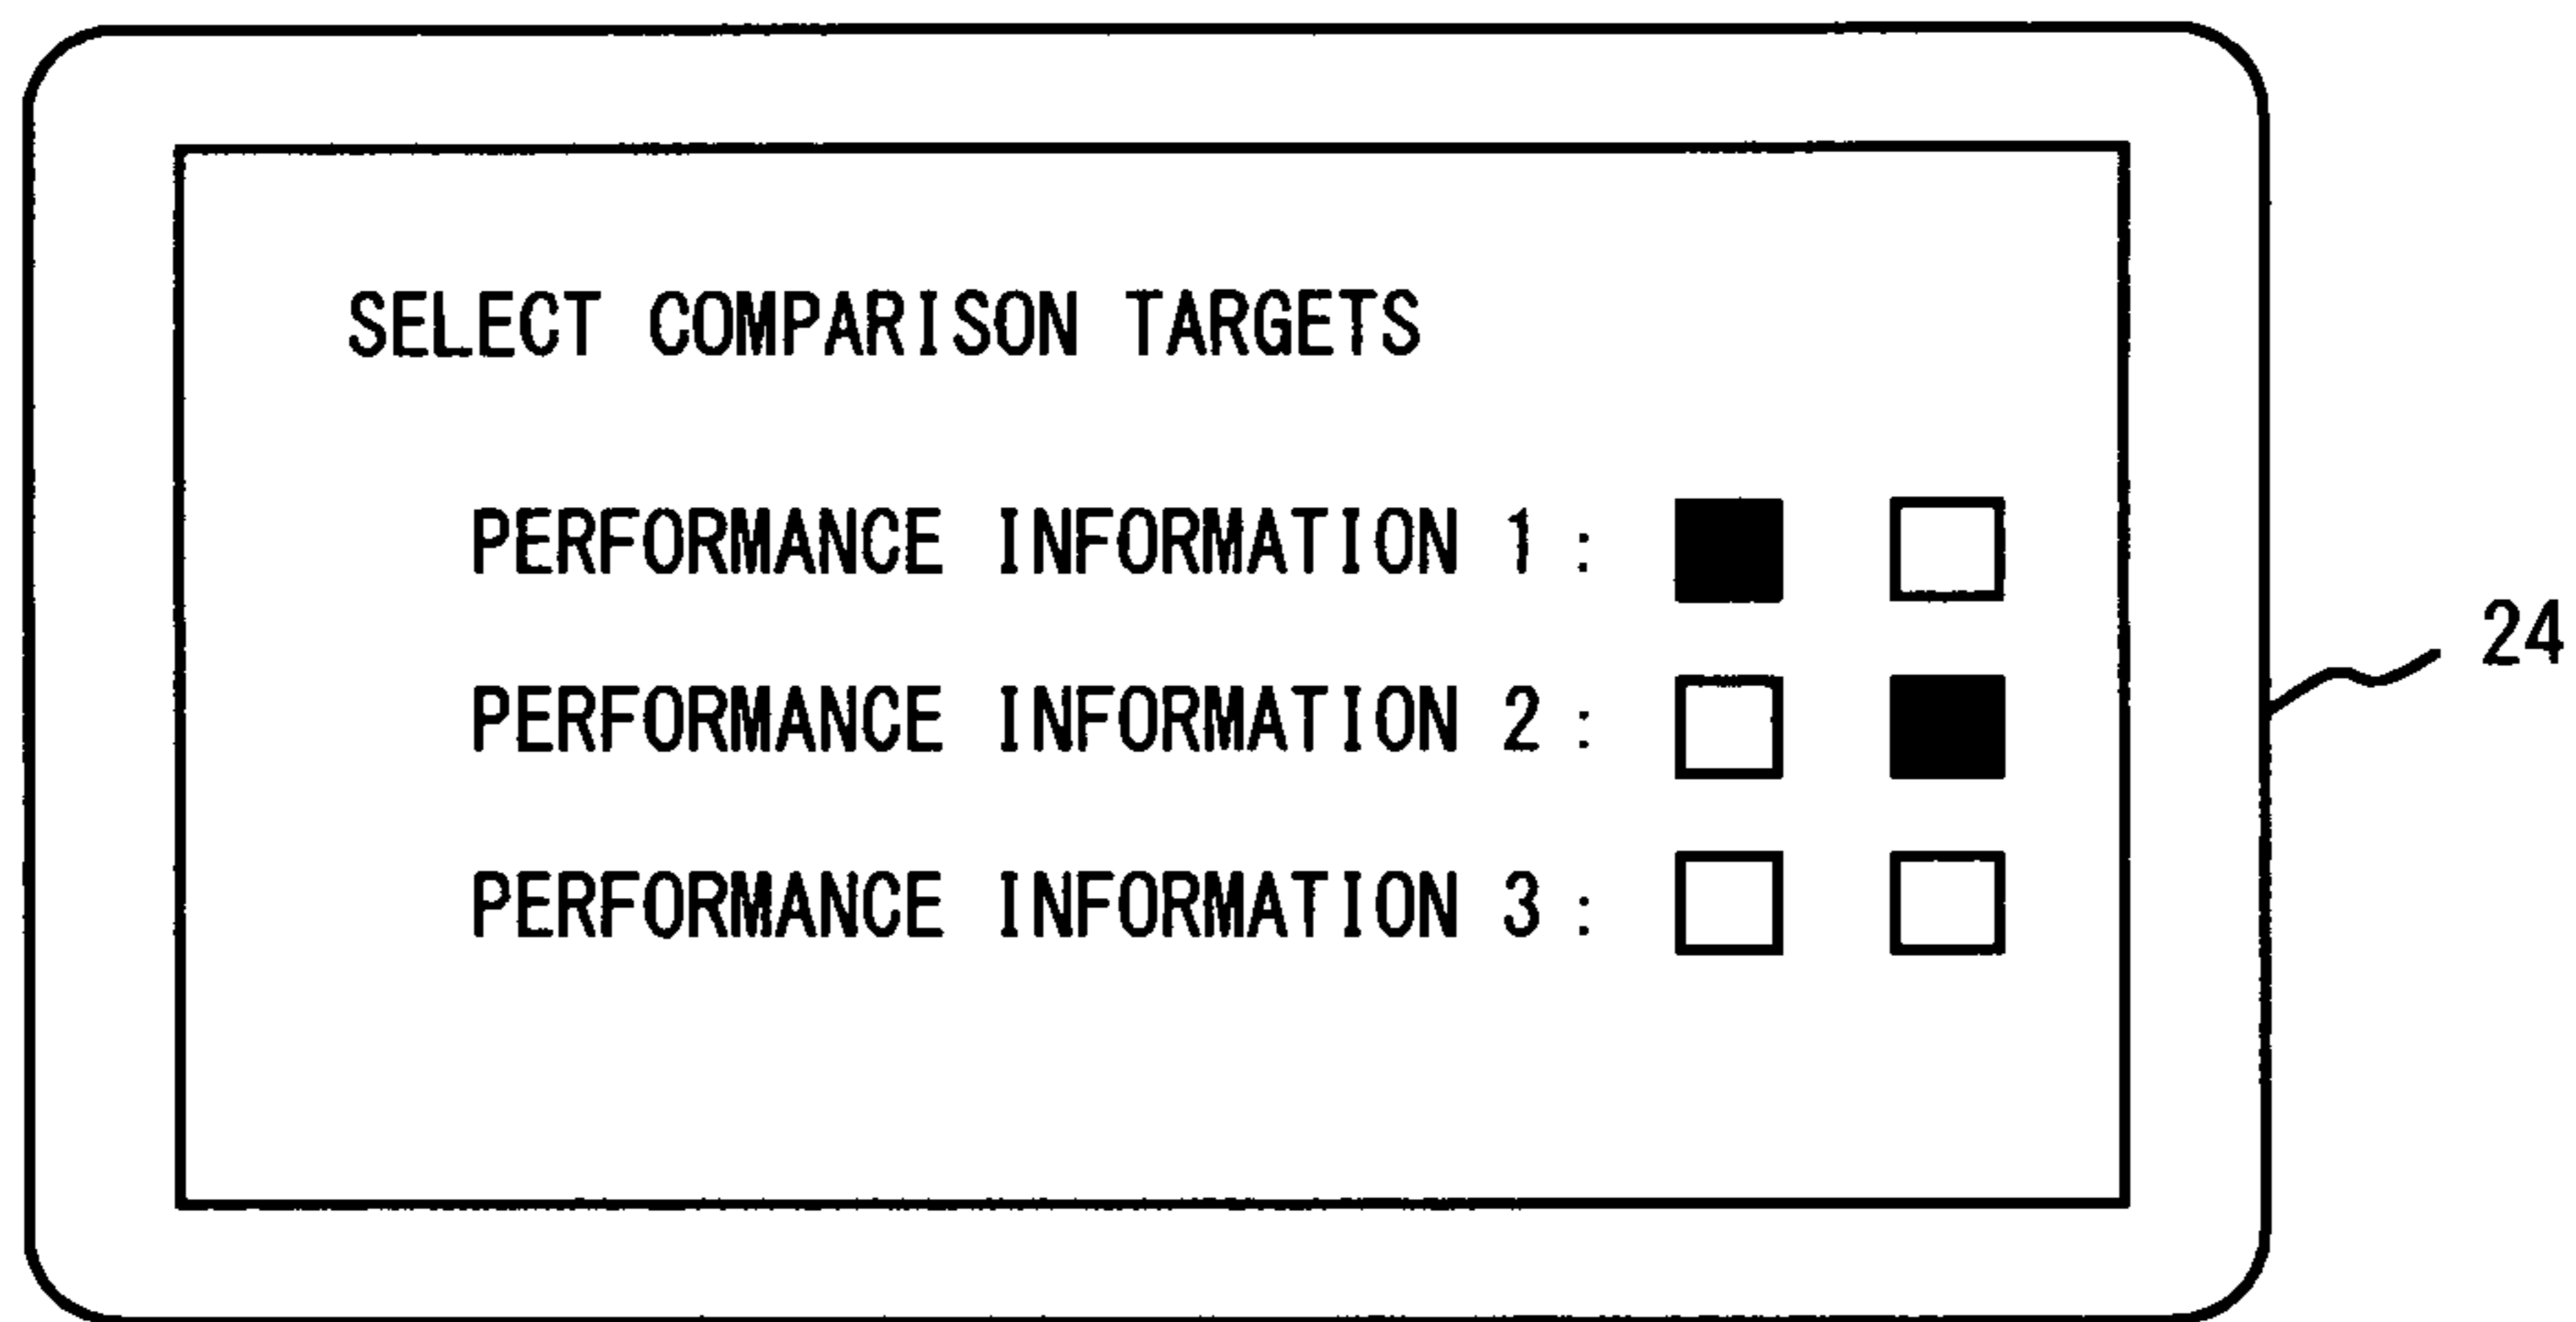 SELECT COMPARISON TARGETS
PERFORMANCE INFORMATION 1 :
PERFORMANCE INFORMATION 2 :
PERFORMANCE INFORMATION 3 :
24